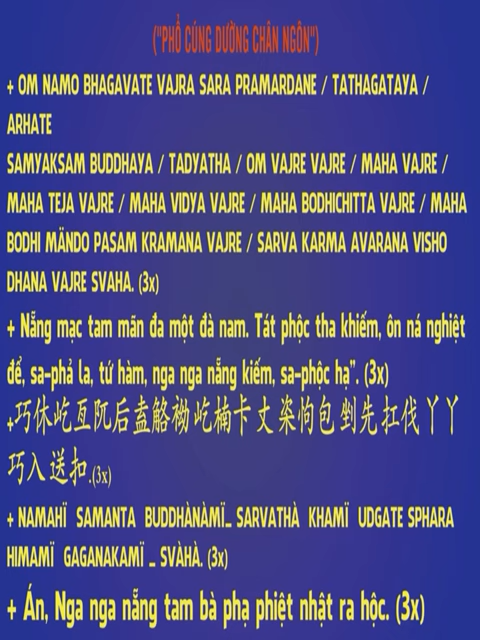 ("PHỔ CÚNG DƯỜNG CHÂN NGÔN")
+ OM NAMO BHAGAVATE VAJRA SARA PRAMARDANE / TATHAGATAYA /
ARHATE
SAMYAKSAM BUDDHAYA / TADYATHA / OM VAJRE VAJRE / MAHA VAJRE /
MAHA TEJA VAJRE / MAHA VIDYA VAJRE / MAHA BODHICHITTA VAJRE / MAHA
BODHI MÄNDO PASAM KRAMANA VAJRE / SARVA KARMA AVARANA VISHO
DHANA VAJRE SVAHA. (3x)
+ Nẵng mạc tam mãn đa một đà nam. Tát phộc tha khiếm, ôn ná nghiệt
để, sa-phả la, tứ hàm, nga nga nẵng kiếm, sa-phộc hạ". (3x)
+巧休屹亙阢后盍觡袎屹楠卡丈染怐包剉先扛伐丫丫
巧入送扣.(3x)
+ NAMAHÏ SAMANTA BUDDHÀNÀMÏ_ SARVATHÀ KHAMÏ UDGATE SPHARA
HIMAMÏ GAGANAKAMÏ _ SVÀHÀ. (3x)
+ Án, Nga nga nẵng tam bà phạ phiệt nhật ra hộc. (3x)